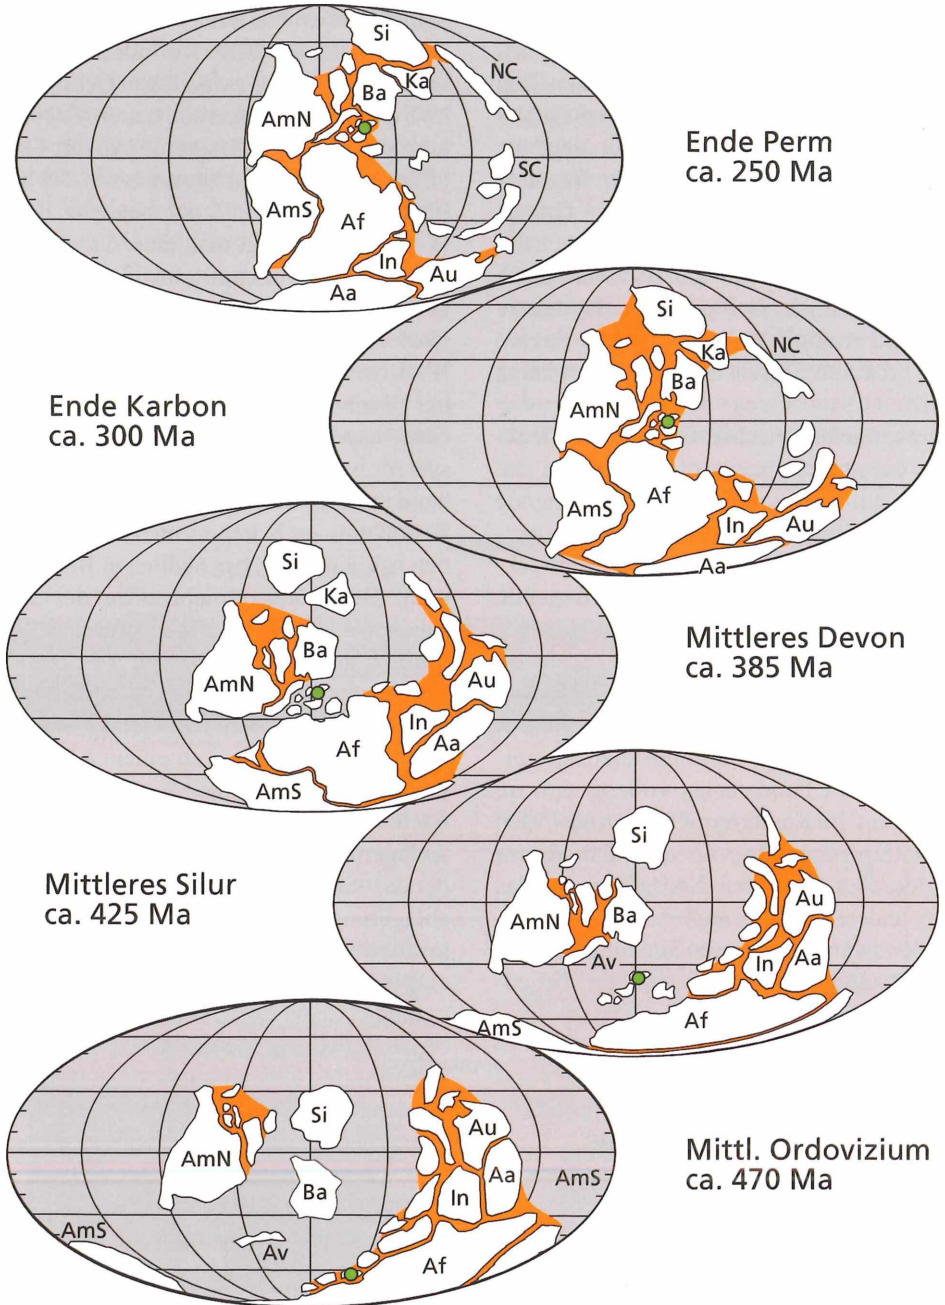 Si
NC
Ka
Ba
AmN
Ende Perm
ca. 250 Ma
SC
AmS
Af
In
Au
Aa
Si
NC
Ka
Ba
AmN
Ende Karbon
ca. 300 Ma
Af
AmS
In
Au
Aa
Si
Ka
Ba
Mittleres Devon
ca. 385 Ma
AmN
Au
In
Aa
Af
AmS
Si
Mittleres Silur
ca. 425 Ma
Au
AmN
Ba
Aa
Av
In
AmS
Af
Si
Au
Mittl. Ordovizium
ca. 470 Ma
AmN
Aa
AmS
Ba
In
AmS
Av
Af